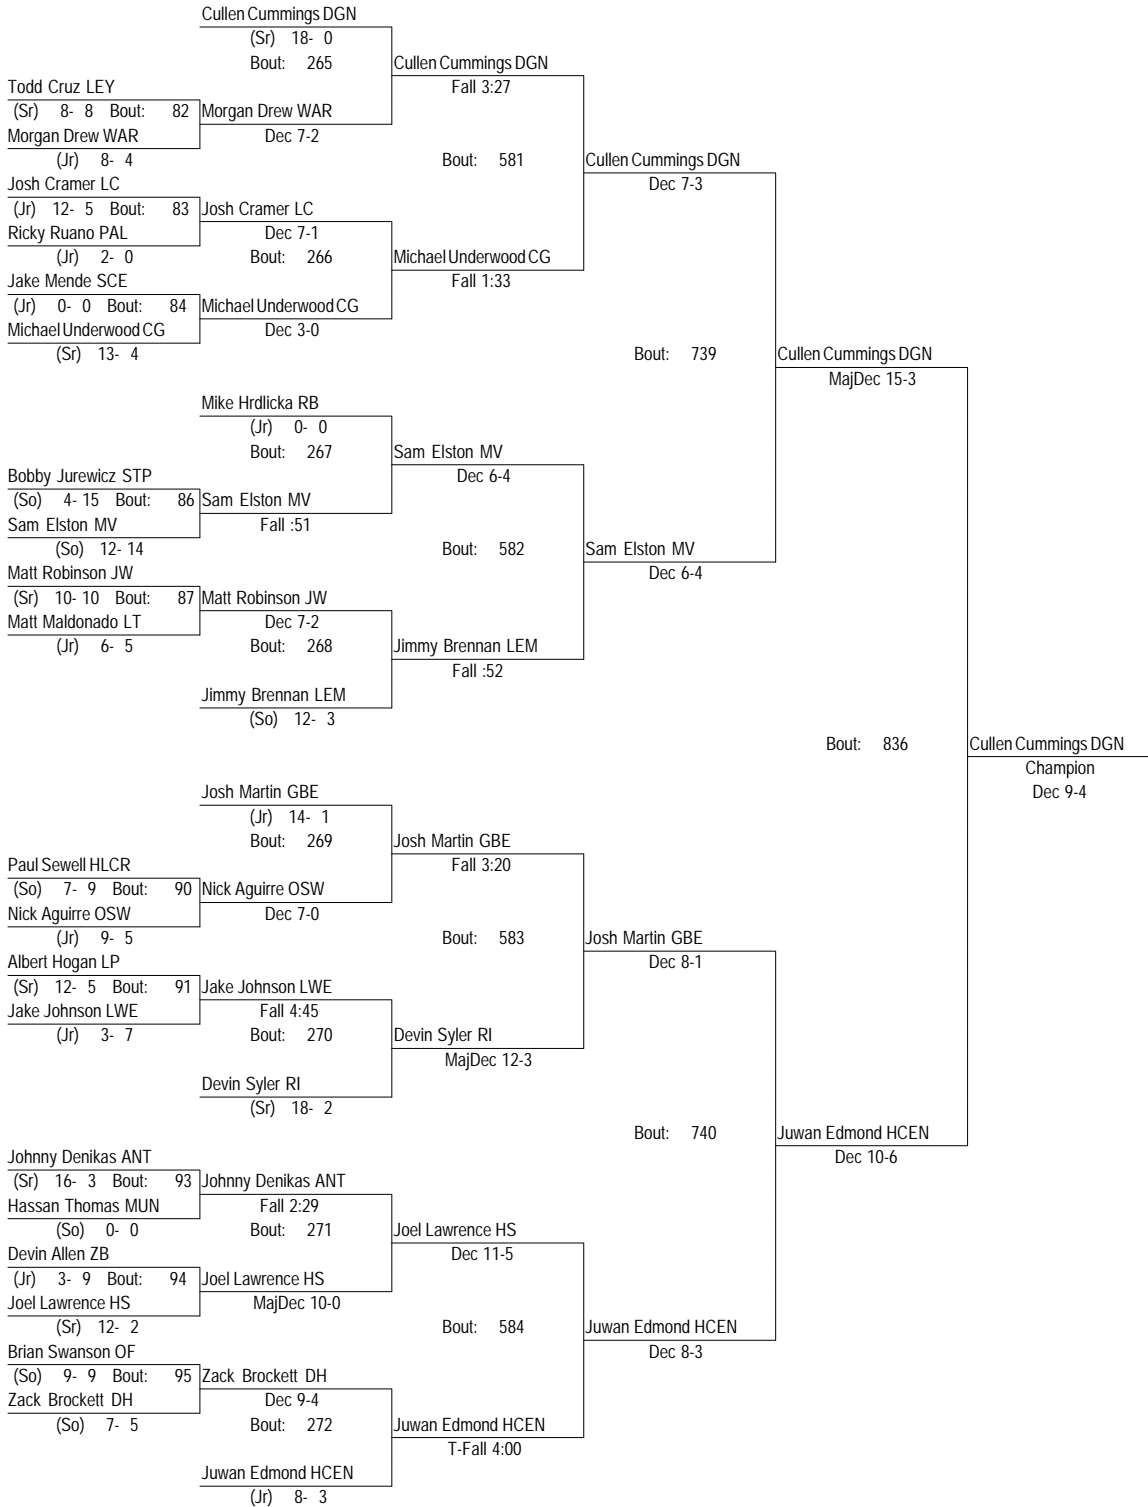 Cullen Cummings DGN
(Sr) 18- 0
Bout: 265
Cullen Cummings DGN
Fall 3:27
Todd Cruz LEY
(Sr) 8- 8 Bout: 82
Morgan Drew WAR
Dec 7-2
Morgan Drew WAR
(Jr) 8- 4
Bout: 581
Cullen Cummings DGN
Dec 7-3
Josh Cramer LC
(Jr) 12- 5 Bout: 83
Josh Cramer LC
Dec 7-1
Ricky Ruano PAL
(Jr) 2- 0
Bout: 266
Michael Underwood CG
Fall 1:33
Jake Mende SCE
(Jr) 0- 0 Bout: 84
Michael Underwood CG
Dec 3-0
Michael Underwood CG
(Sr) 13- 4
Bout: 739
Cullen Cummings DGN
MajDec 15-3
Mike Hrdlicka RB
(Jr) 0- 0
Bout: 267
Sam Elston MV
Dec 6-4
Bobby Jurewicz STP
(So) 4- 15 Bout: 86
Sam Elston MV
Fall :51
Sam Elston MV
(So) 12- 14
Bout: 582
Sam Elston MV
Dec 6-4
Matt Robinson JW
(Sr) 10- 10 Bout: 87
Matt Robinson JW
Dec 7-2
Matt Maldonado LT
(Jr) 6- 5
Bout: 268
Jimmy Brennan LEM
Fall :52
Jimmy Brennan LEM
(So) 12- 3
Bout: 836
Cullen Cummings DGN
Champion
Dec 9-4
Josh Martin GBE
(Jr) 14- 1
Bout: 269
Josh Martin GBE
Fall 3:20
Paul Sewell HLCR
(So) 7- 9 Bout: 90
Nick Aguirre OSW
Dec 7-0
Nick Aguirre OSW
(Jr) 9- 5
Bout: 583
Josh Martin GBE
Dec 8-1
Albert Hogan LP
(Sr) 12- 5 Bout: 91
Jake Johnson LWE
Fall 4:45
Jake Johnson LWE
(Jr) 3- 7
Bout: 270
Devin Syler RI
MajDec 12-3
Devin Syler RI
(Sr) 18- 2
Bout: 740
Juwan Edmond HCEN
Dec 10-6
Johnny Denikas ANT
(Sr) 16- 3 Bout: 93
Johnny Denikas ANT
Fall 2:29
Hassan Thomas MUN
(So) 0- 0
Bout: 271
Joel Lawrence HS
Dec 11-5
Devin Allen ZB
(Jr) 3- 9 Bout: 94
Joel Lawrence HS
MajDec 10-0
Joel Lawrence HS
(Sr) 12- 2
Bout: 584
Juwan Edmond HCEN
Dec 8-3
Brian Swanson OF
(So) 9- 9 Bout: 95
Zack Brockett DH
Dec 9-4
Zack Brockett DH
(So) 7- 5
Bout: 272
Juwan Edmond HCEN
T-Fall 4:00
Juwan Edmond HCEN
(Jr) 8- 3